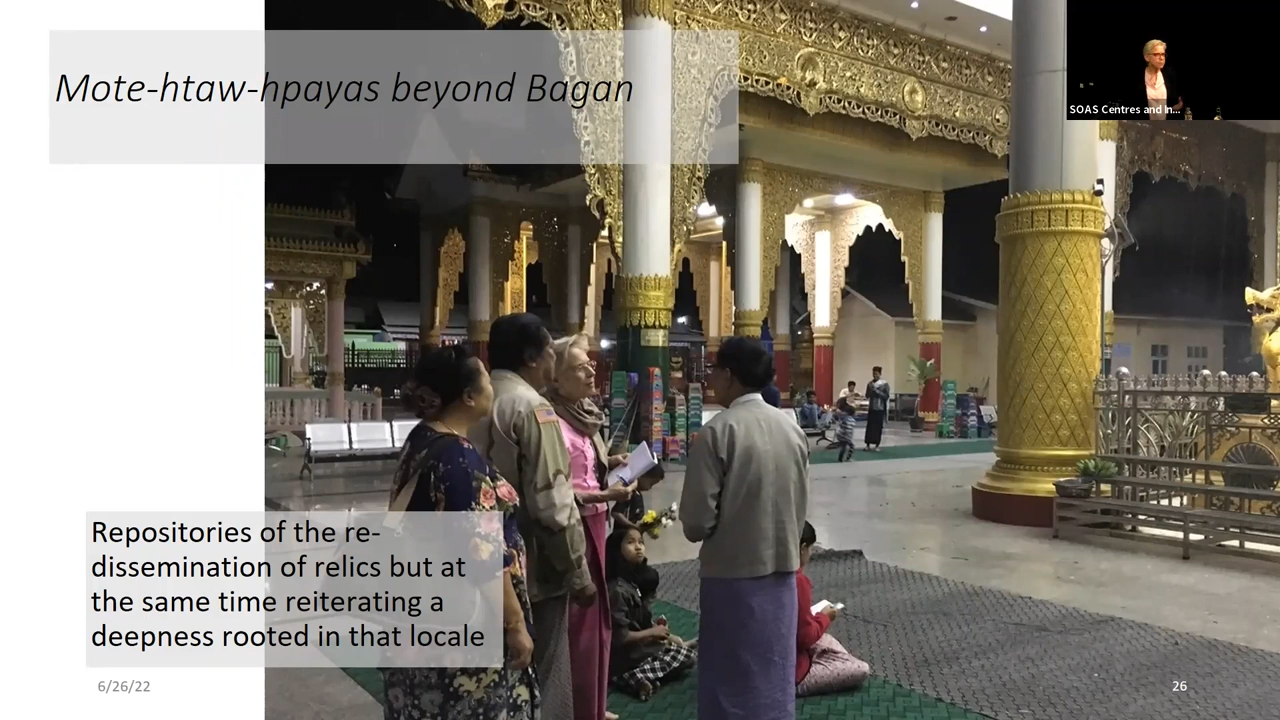 Mote-htaw-hpayas beyond Bagan
SOAS Centres and In...
Repositories of the re-
dissemination of relics but at
the same time reiterating a
deepness rooted in that locale
6/26/22
26